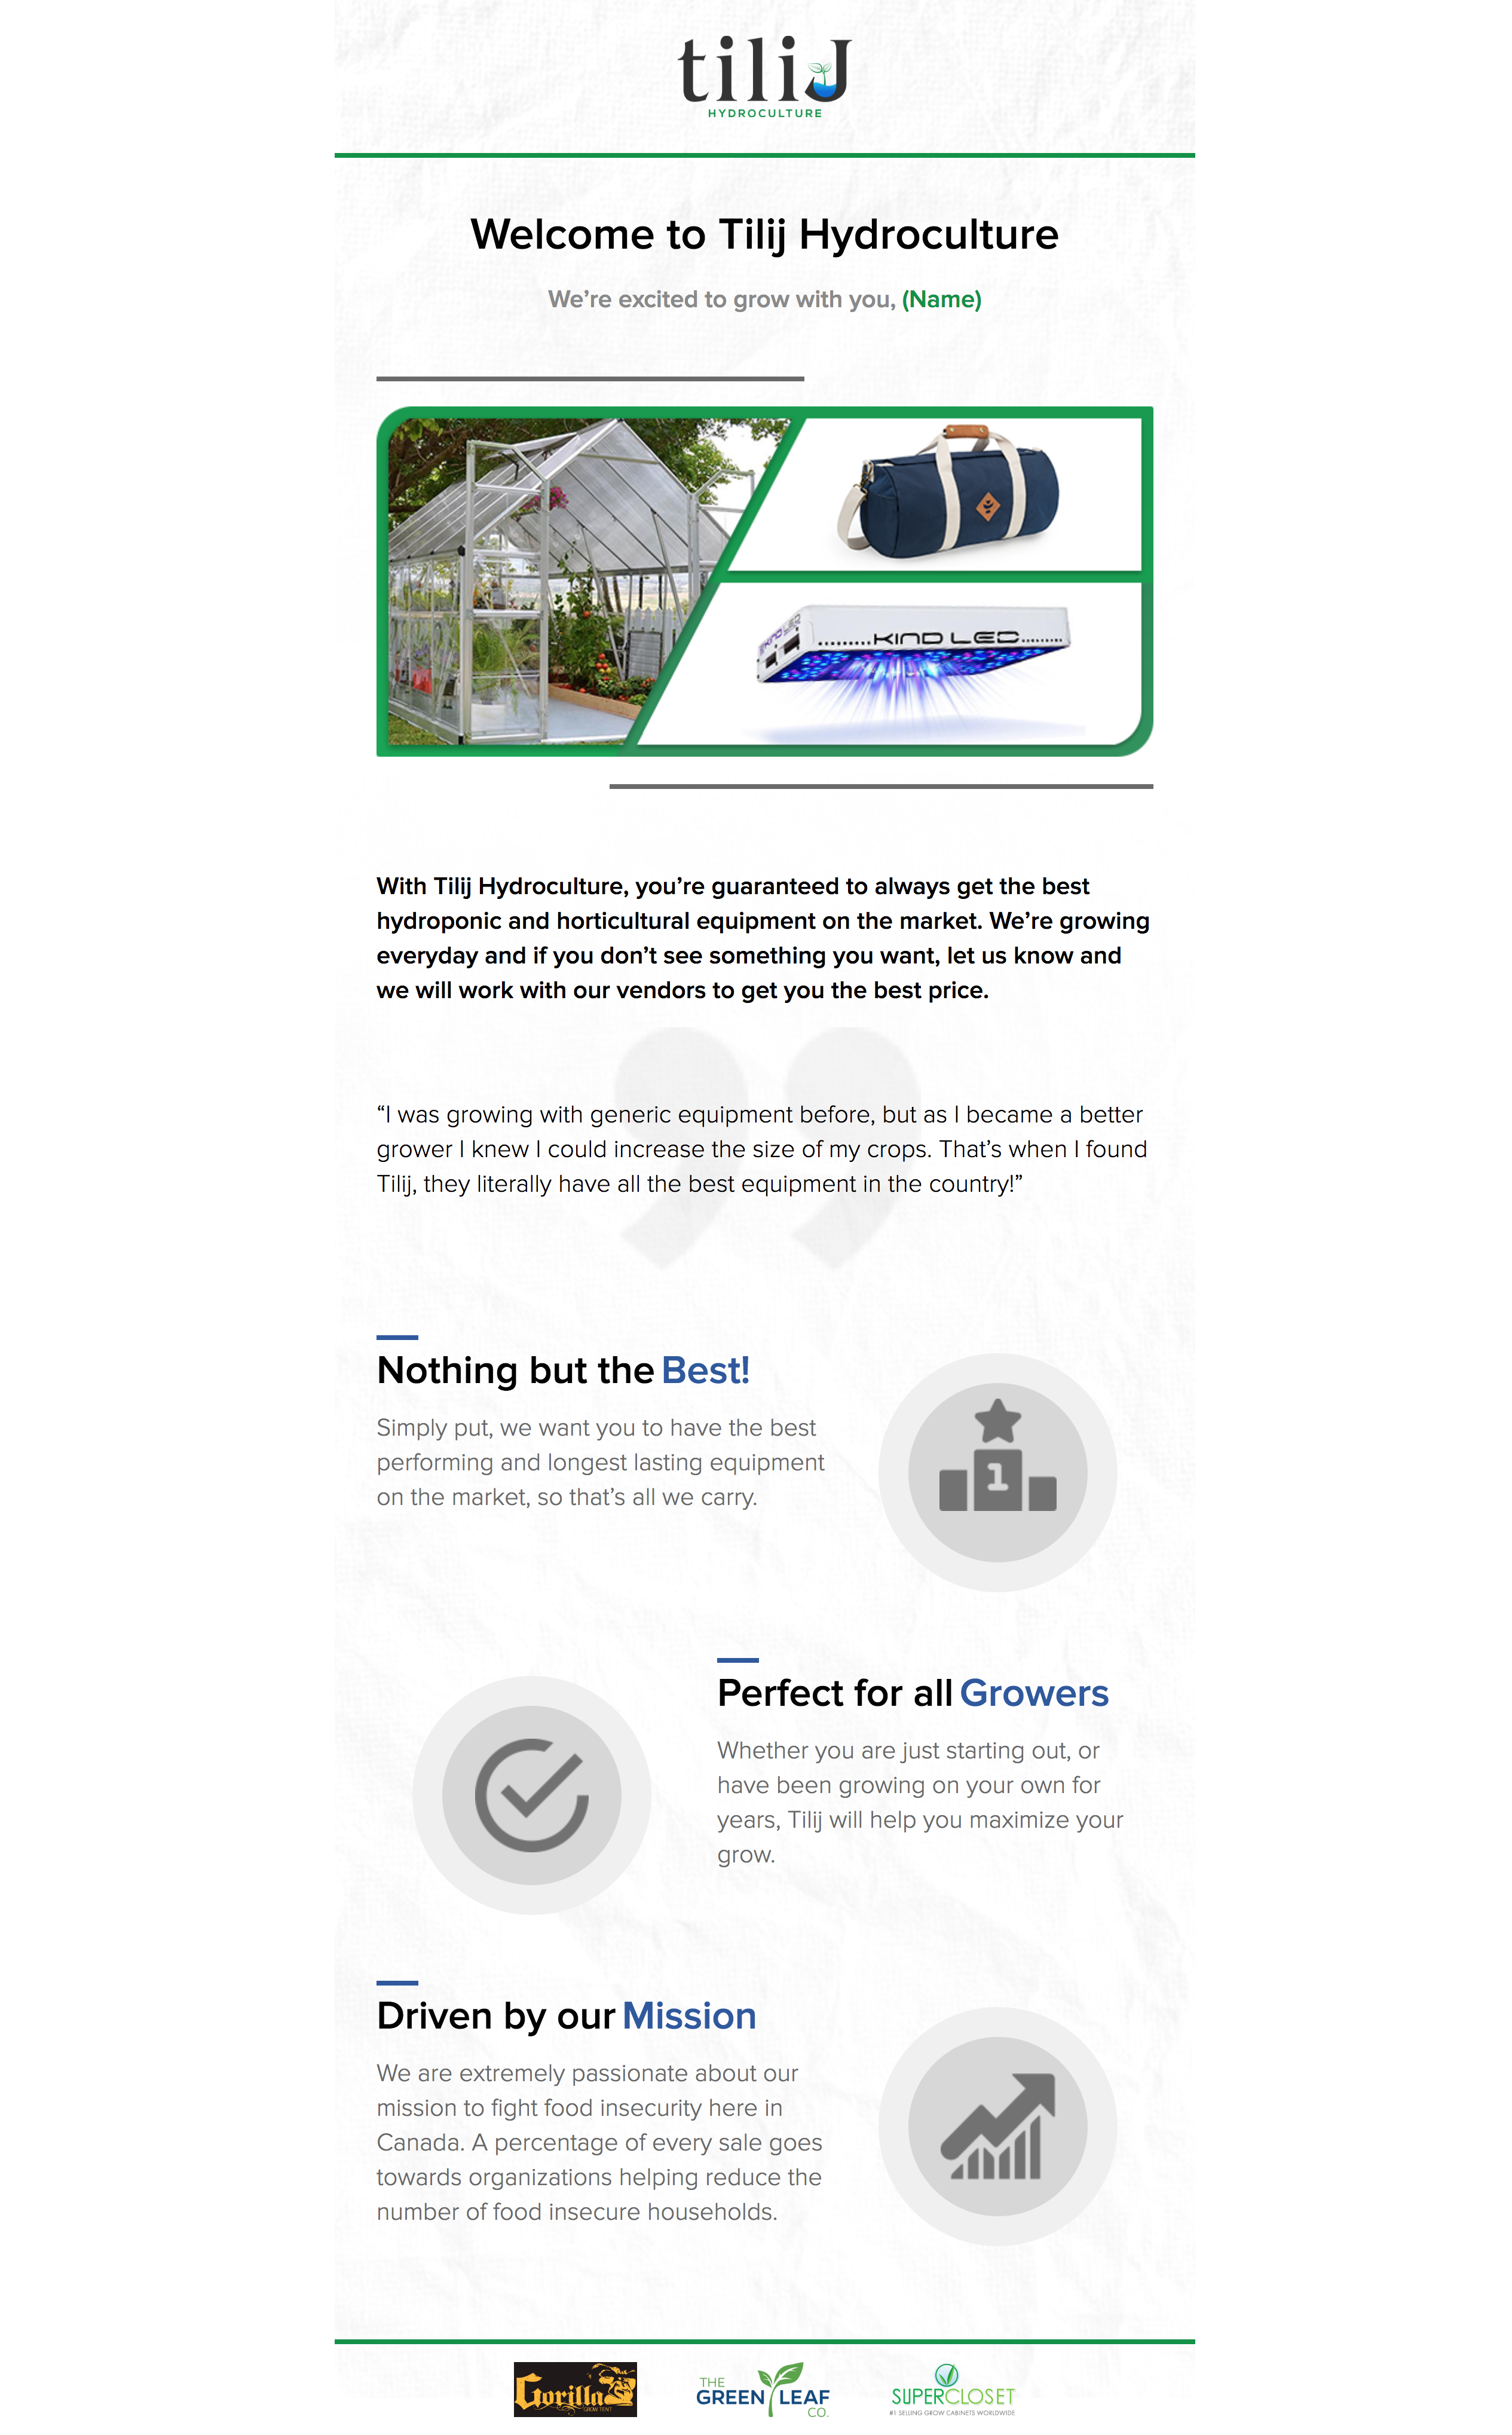 tiliJ
HYDROCULTURE
Welcome to Tilij Hydroculture
We’re excited to grow with you, (Name)
KIND LED
KIND LED
With Tilij Hydroculture, you’re guaranteed to always get the best
hydroponic and horticultural equipment on the market. We’re growing
everyday and if you don’t see something you want, let us know and
we will work with our vendors to get you the best price.
“I was growing with generic equipment before, but as I became a better
grower I knew I could increase the size of my crops. That’s when I found
Tilij, they literally have all the best equipment in the country!”
Nothing but the Best!
Simply put, we want you to have the best
performing and longest lasting equipment
on the market, so that’s all we carry.
1
Perfect for all Growers
Whether you are just starting out, or
have been growing on your own for
years, Tilij will help you maximize your
grow.
Driven by our Mission
We are extremely passionate about our
mission to fight food insecurity here in
Canada. A percentage of every sale goes
towards organizations helping reduce the
number of food insecure households.
Gorilla
GROW TENT
THE
GREEN LEAF
CO.
SUPERCLOSET
#1 SELLING GROW CABINETS WORLDWIDE